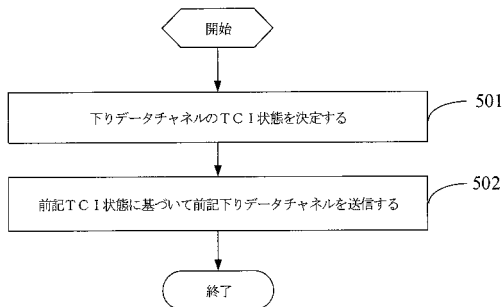 開始
下りデータチャネルのTCI状態を決定する
501
前記TCI状態に基づいて前記下りデータチャネルを送信する
502
終了